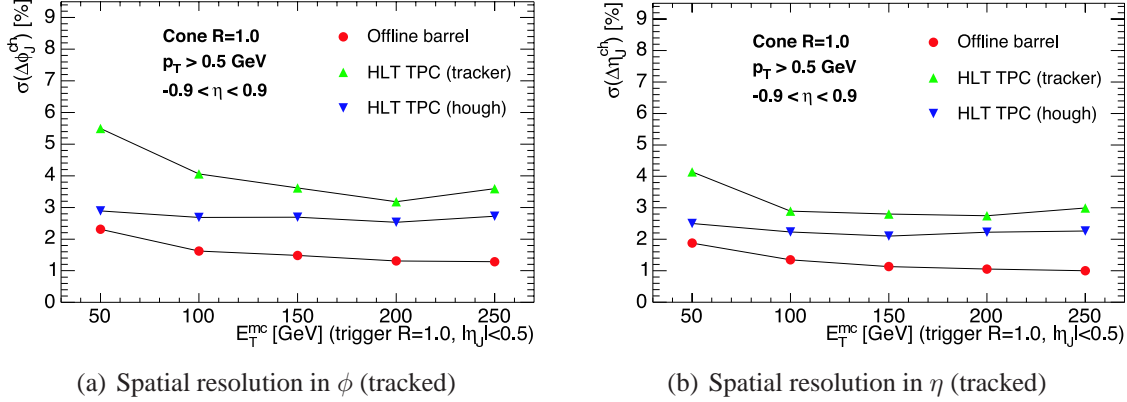 σ(Δϕ_J^ch) [%]
9
8
7
6
5
4
3
2
1
0
Cone R=1.0
p_T > 0.5 GeV
-0.9 < η < 0.9
Offline barrel
HLT TPC (tracker)
HLT TPC (hough)
50 100 150 200 250
E_T^mc [GeV] (trigger R=1.0, |η_J|<0.5)
(a) Spatial resolution in ϕ (tracked)
σ(Δη_J^ch) [%]
9
8
7
6
5
4
3
2
1
0
Cone R=1.0
p_T > 0.5 GeV
-0.9 < η < 0.9
Offline barrel
HLT TPC (tracker)
HLT TPC (hough)
50 100 150 200 250
E_T^mc [GeV] (trigger R=1.0, |η_J|<0.5)
(b) Spatial resolution in η (tracked)